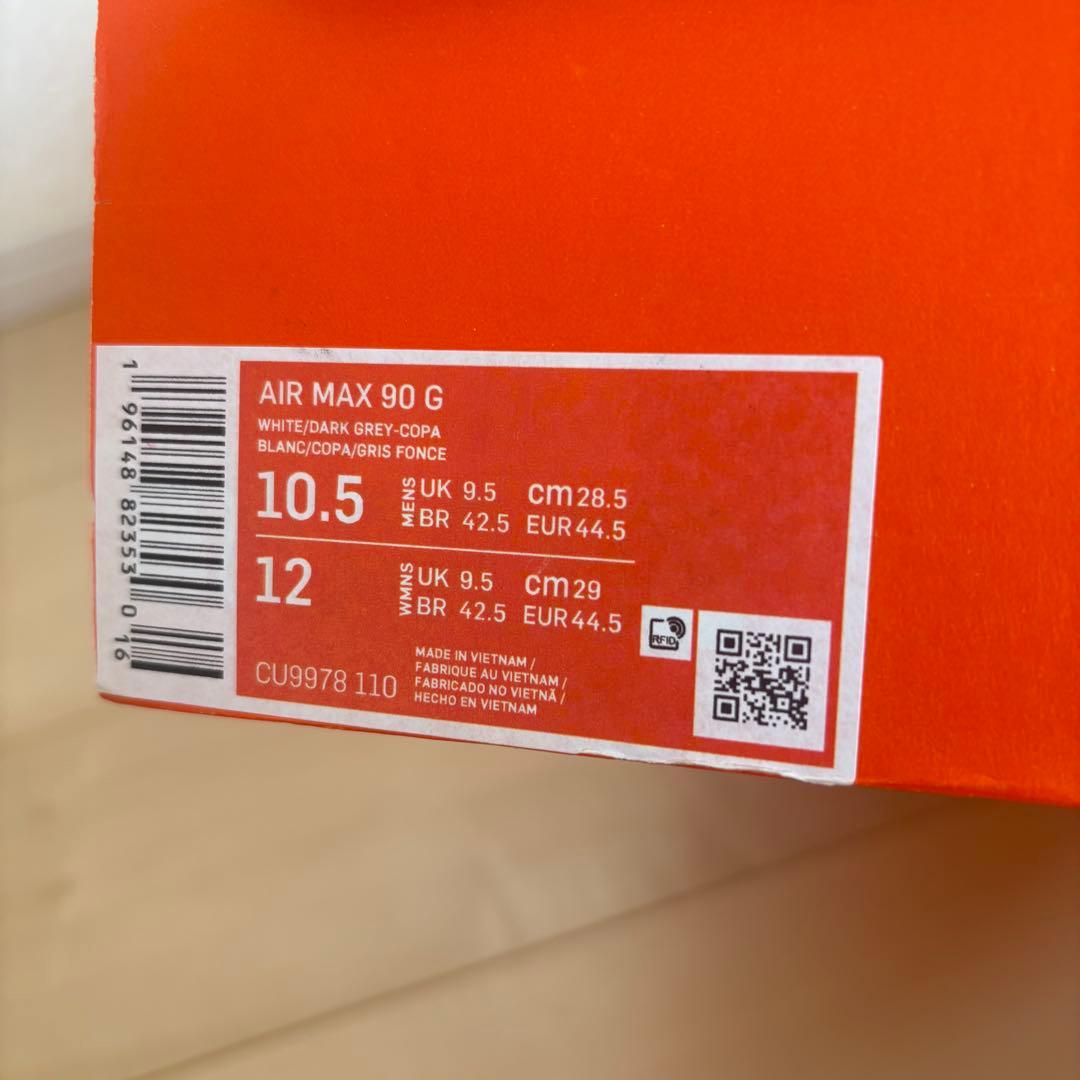 1 96148 82353 0 16
AIR MAX 90 G
WHITE/DARK GREY-COPA
BLANC/COPA/GRIS FONCE
10.5 MENS UK 9.5 cm 28.5
BR 42.5 EUR 44.5
12 WMNS UK 9.5 cm 29
BR 42.5 EUR 44.5
CU9978 110
MADE IN VIETNAM /
FABRIQUE AU VIETNAM /
FABRICADO NO VIETNÃ /
HECHO EN VIETNAM
RFID